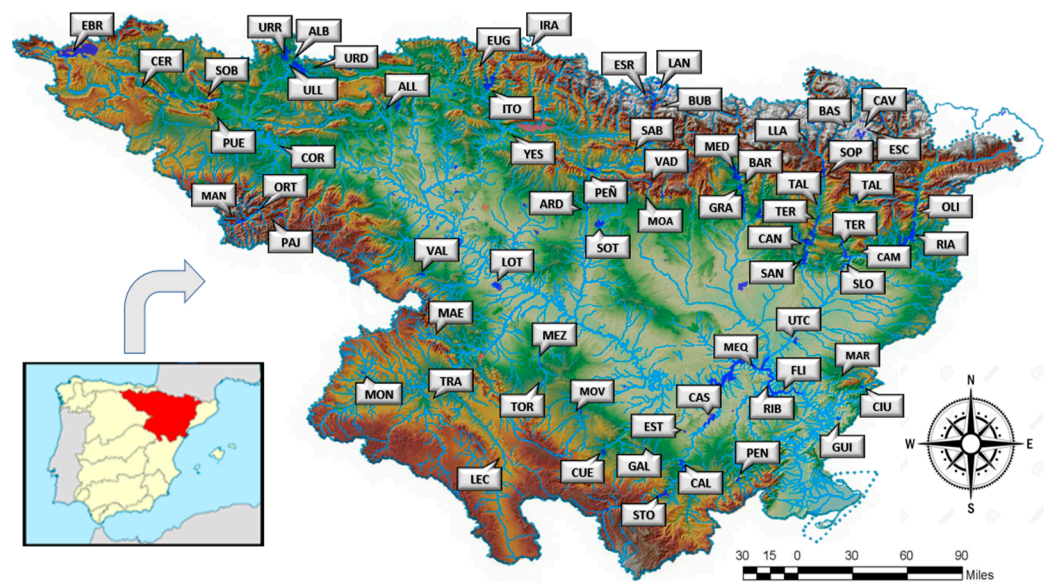 EBR
URR
ALB
IRA
EUG
CER
SOB
URD
ESR
LAN
ULL
ALL
ITO
BUB
BAS
CAV
PUE
COR
YES
SAB
MED
LLA
SOP
ESC
VAD
BAR
MAN
ORT
ARD
PEÑ
MOA
GRA
TAL
TAL
TER
OLI
PAJ
VAL
LOT
SOT
CAN
TER
CAM
RIA
SAN
SLO
MAE
MEZ
UTC
MEQ
MAR
FLI
MON
TRA
TOR
MOV
CAS
RIB
CIU
EST
GUI
LEC
CUE
GAL
CAL
PEN
STO
N
W
E
S
30 15 0 30 60 90
Miles